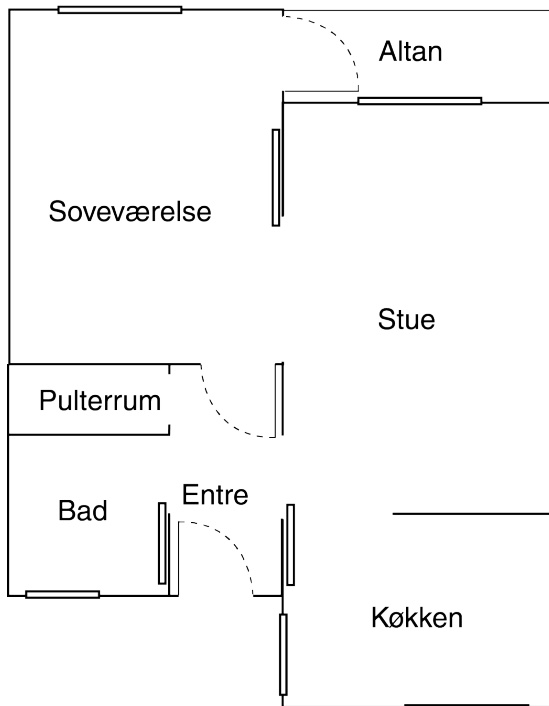 Altan
Soveværelse
Stue
Pulterrum
Entre
Bad
Køkken